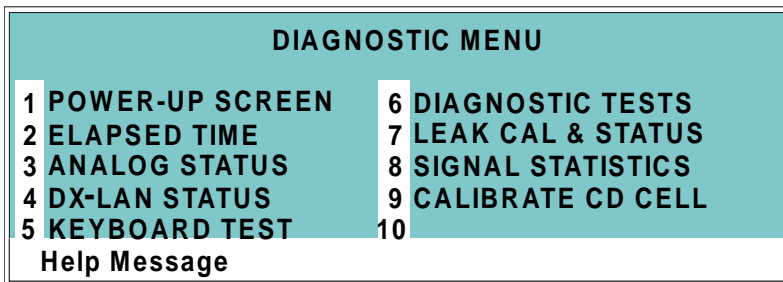 DIAGNOSTIC MENU
1 POWER-UP SCREEN
2 ELAPSED TIME
3 ANALOG STATUS
4 DX-LAN STATUS
5 KEYBOARD TEST
6 DIAGNOSTIC TESTS
7 LEAK CAL & STATUS
8 SIGNAL STATISTICS
9 CALIBRATE CD CELL
10
Help Message